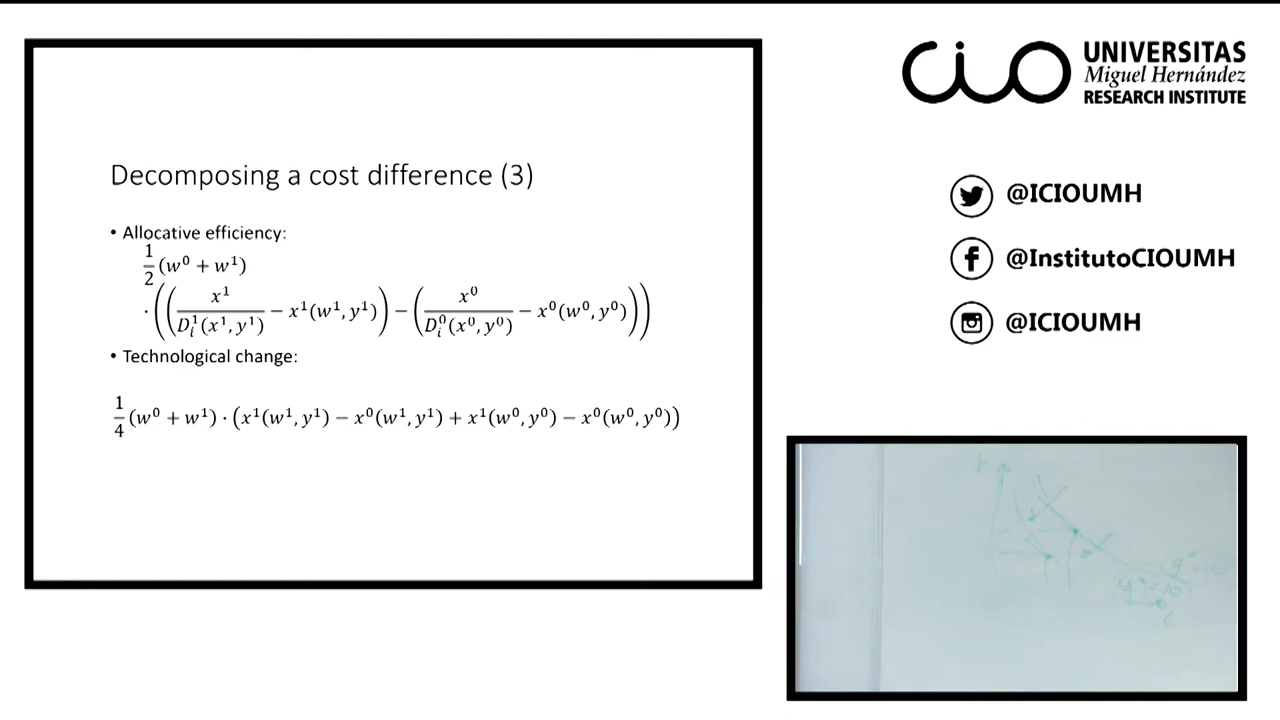 Decomposing a cost difference (3)
• Allocative efficiency:
1/2 (w⁰ + w¹)
· ((x¹/D_i¹(x¹, y¹) − x¹(w¹, y¹)) − (x⁰/D_i⁰(x⁰, y⁰) − x⁰(w⁰, y⁰)))
• Technological change:
1/4 (w⁰ + w¹) · (x¹(w¹, y¹) − x⁰(w¹, y¹) + x¹(w⁰, y⁰) − x⁰(w⁰, y⁰))
cio UNIVERSITAS
Miguel Hernández
RESEARCH INSTITUTE
@ICIOUMH
@InstitutoCIOUMH
@ICIOUMH